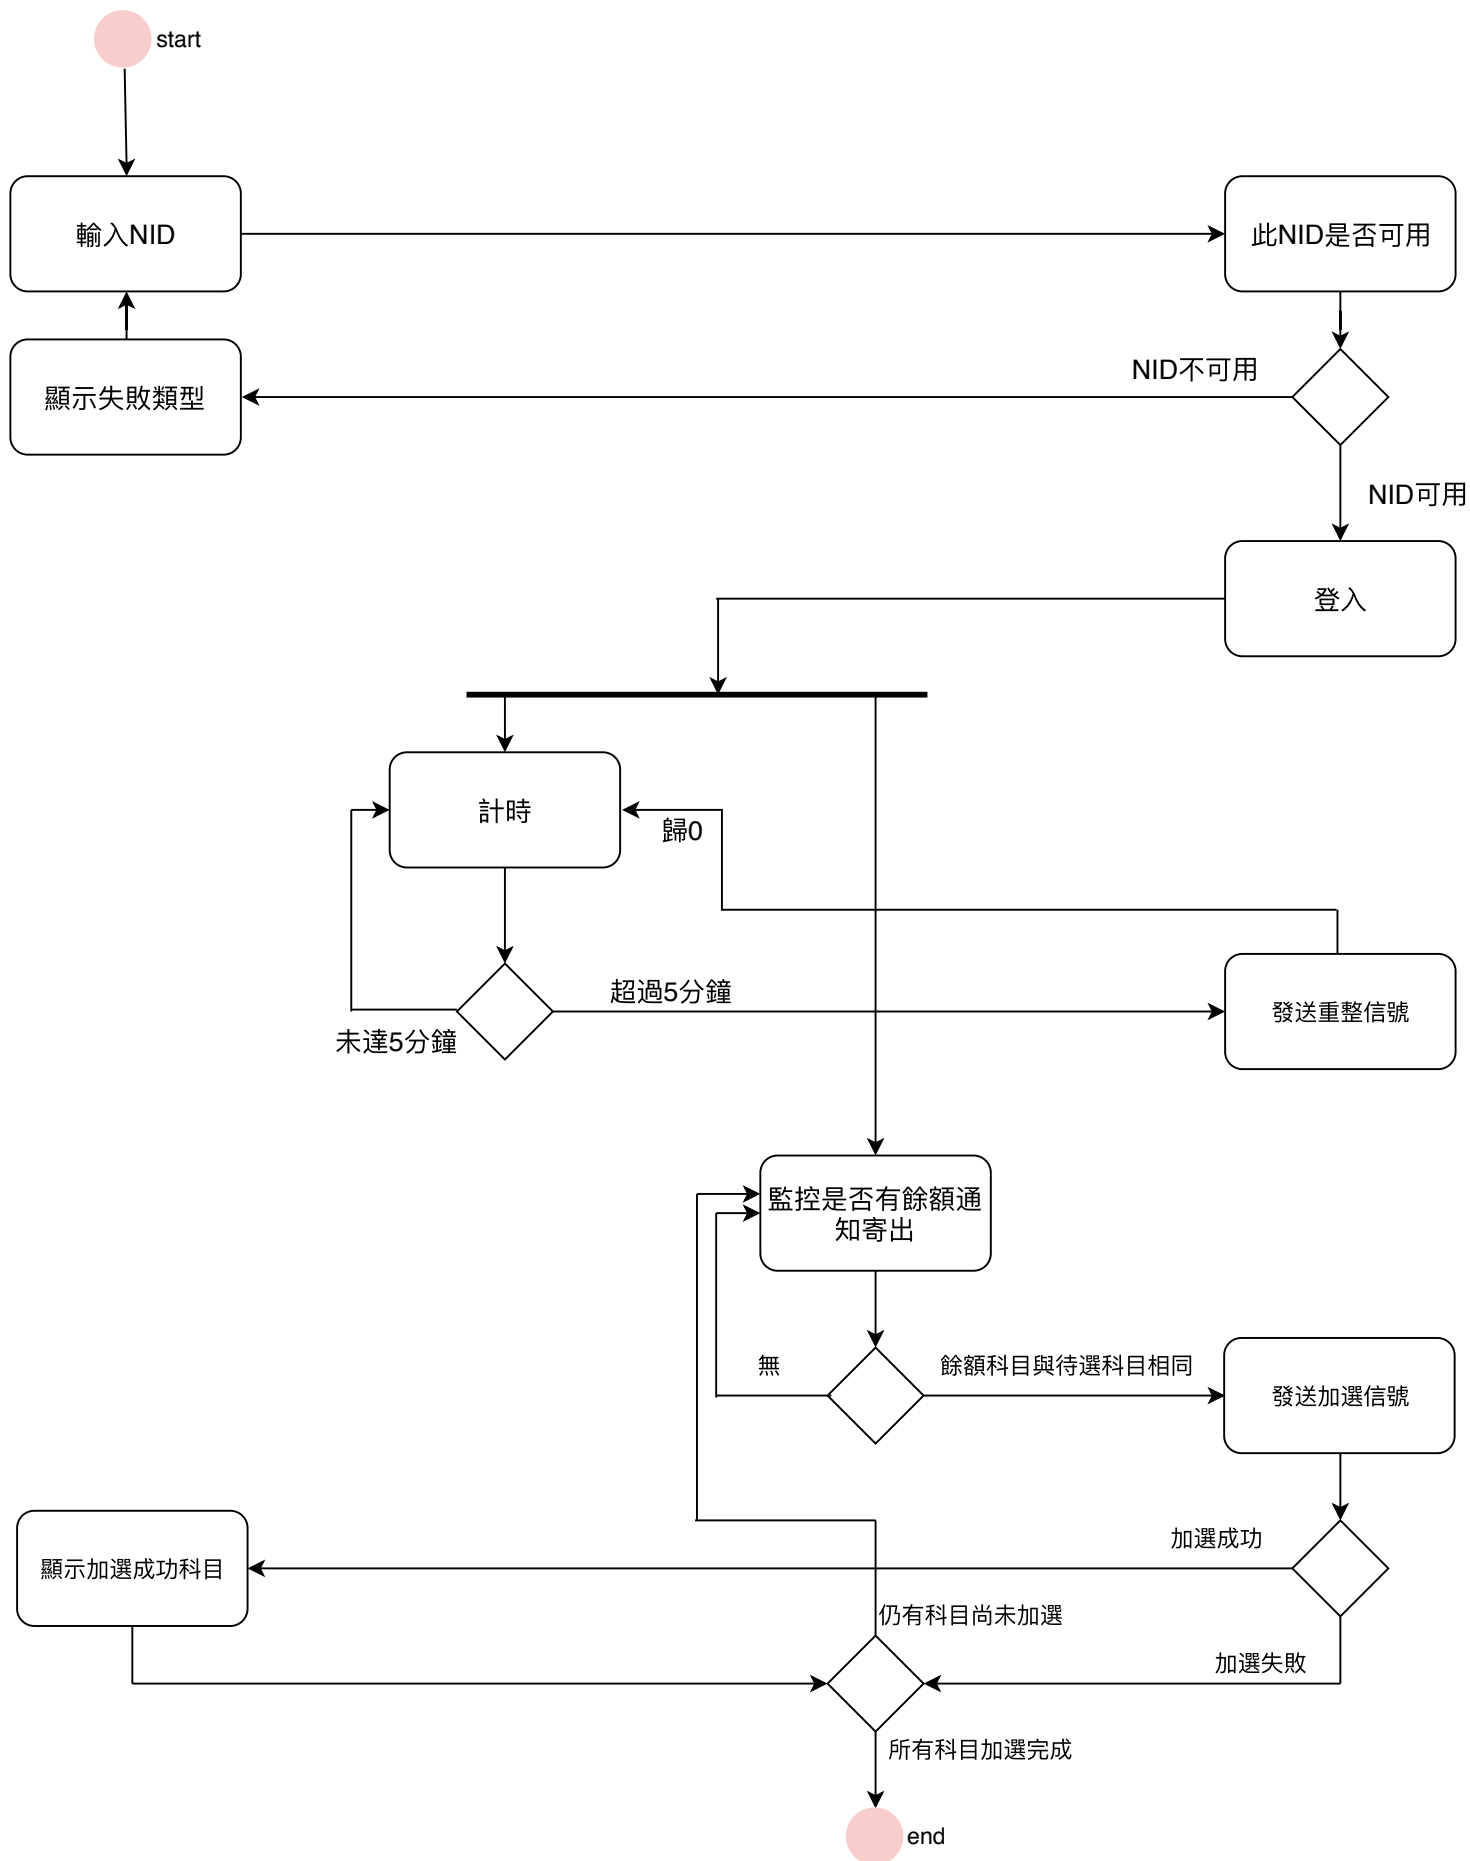 start
輸入NID
此NID是否可用
NID不可用
顯示失敗類型
NID可用
登入
計時
歸0
超過5分鐘
發送重整信號
未達5分鐘
監控是否有餘額通
知寄出
無
餘額科目與待選科目相同
發送加選信號
加選成功
顯示加選成功科目
仍有科目尚未加選
加選失敗
所有科目加選完成
end